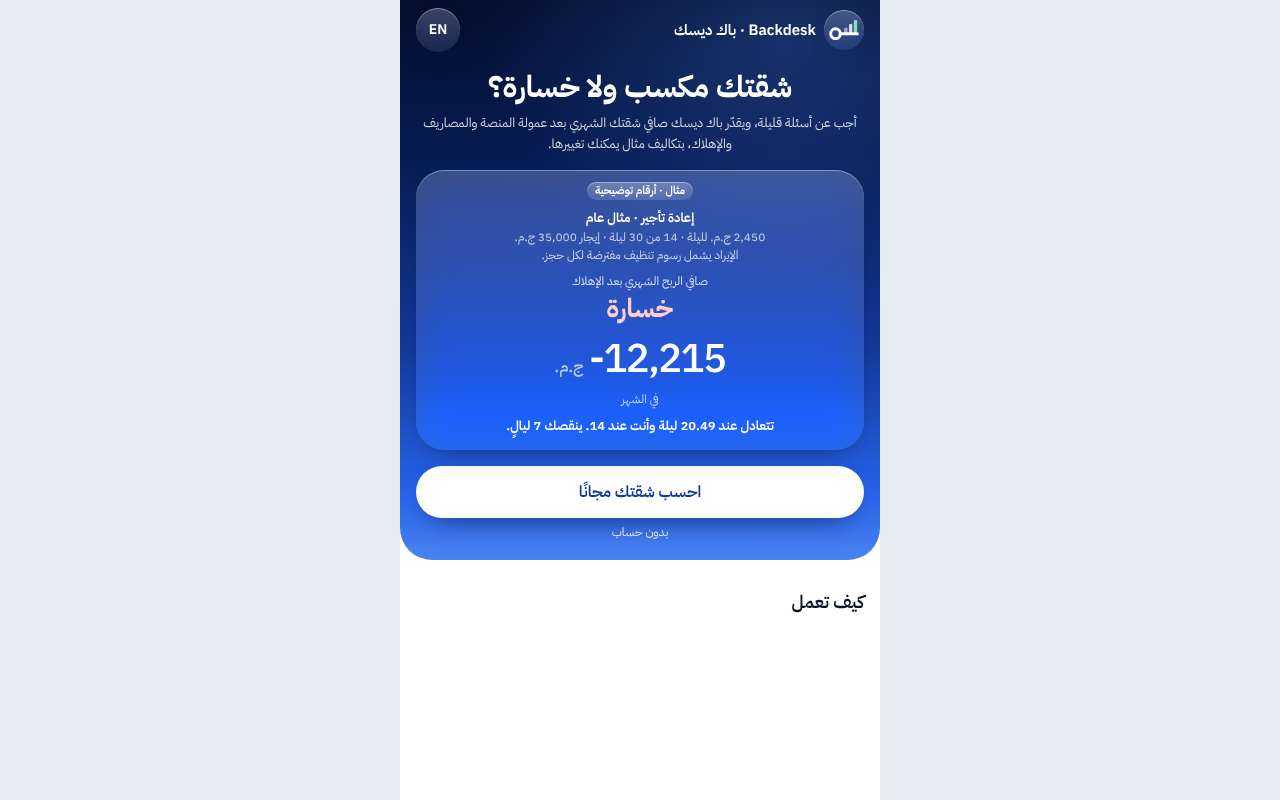 Backdesk · باك ديسك
EN
شقتك مكسب ولا خسارة؟
أجب عن أسئلة قليلة، ويقدّر باك ديسك صافي شقتك الشهري بعد عمولة المنصة والمصاريف
والإهلاك، بتكاليف مثال يمكنك تغييرها.
مثال · أرقام توضيحية
إعادة تأجير · مثال عام
2,450 ج.م. لليلة · 14 من 30 ليلة · إيجار 35,000 ج.م.
الإيراد يشمل رسوم تنظيف مفترضة لكل حجز.
صافي الربح الشهري بعد الإهلاك
خسارة
-12,215 ج.م.
في الشهر
تتعادل عند 20.49 ليلة وأنت عند 14. ينقصك 7 ليالٍ.
احسب شقتك مجانًا
بدون حساب
كيف تعمل